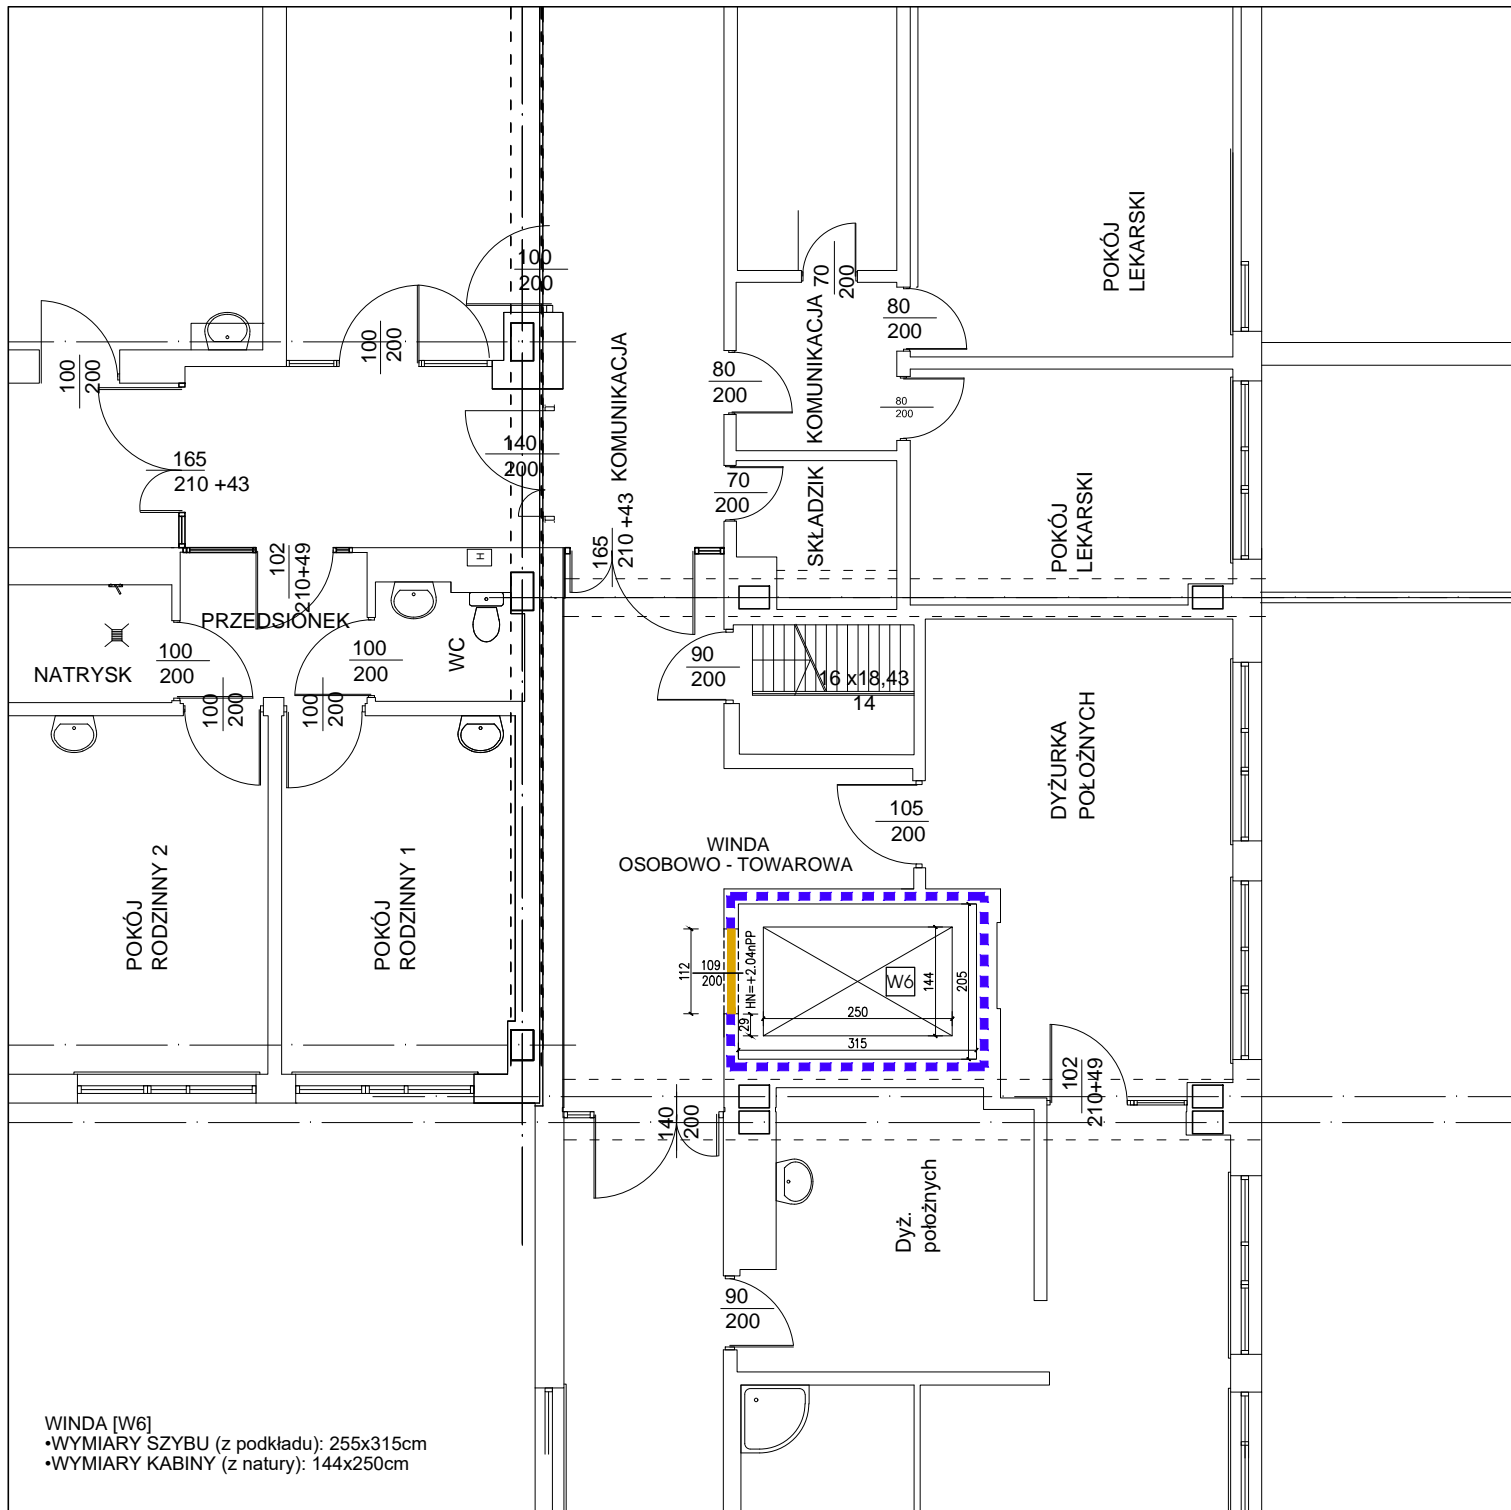 100
200
POKÓJ
LEKARSKI
70
200
KOMUNIKACJA
80
200
100
200
100
200
KOMUNIKACJA
80
200
80
200
140
200
165
210 +43
70
200
SKŁADZIK
POKÓJ
LEKARSKI
165
210 +43
102
210+49
H
PRZEDSIONEK
NATRYSK
100
200
100
200
WC
90
200
16 x18,43
14
100
200
100
200
DYŻURKA
POŁOŻNYCH
105
200
WINDA
OSOBOWO - TOWAROWA
POKÓJ
RODZINNY 2
POKÓJ
RODZINNY 1
112
109
200
HN=+2.04nPP
29
W6
144
205
250
315
102
210+49
140
200
Dyż.
położnych
90
200
WINDA [W6]
•WYMIARY SZYBU (z podkładu): 255x315cm
•WYMIARY KABINY (z natury): 144x250cm